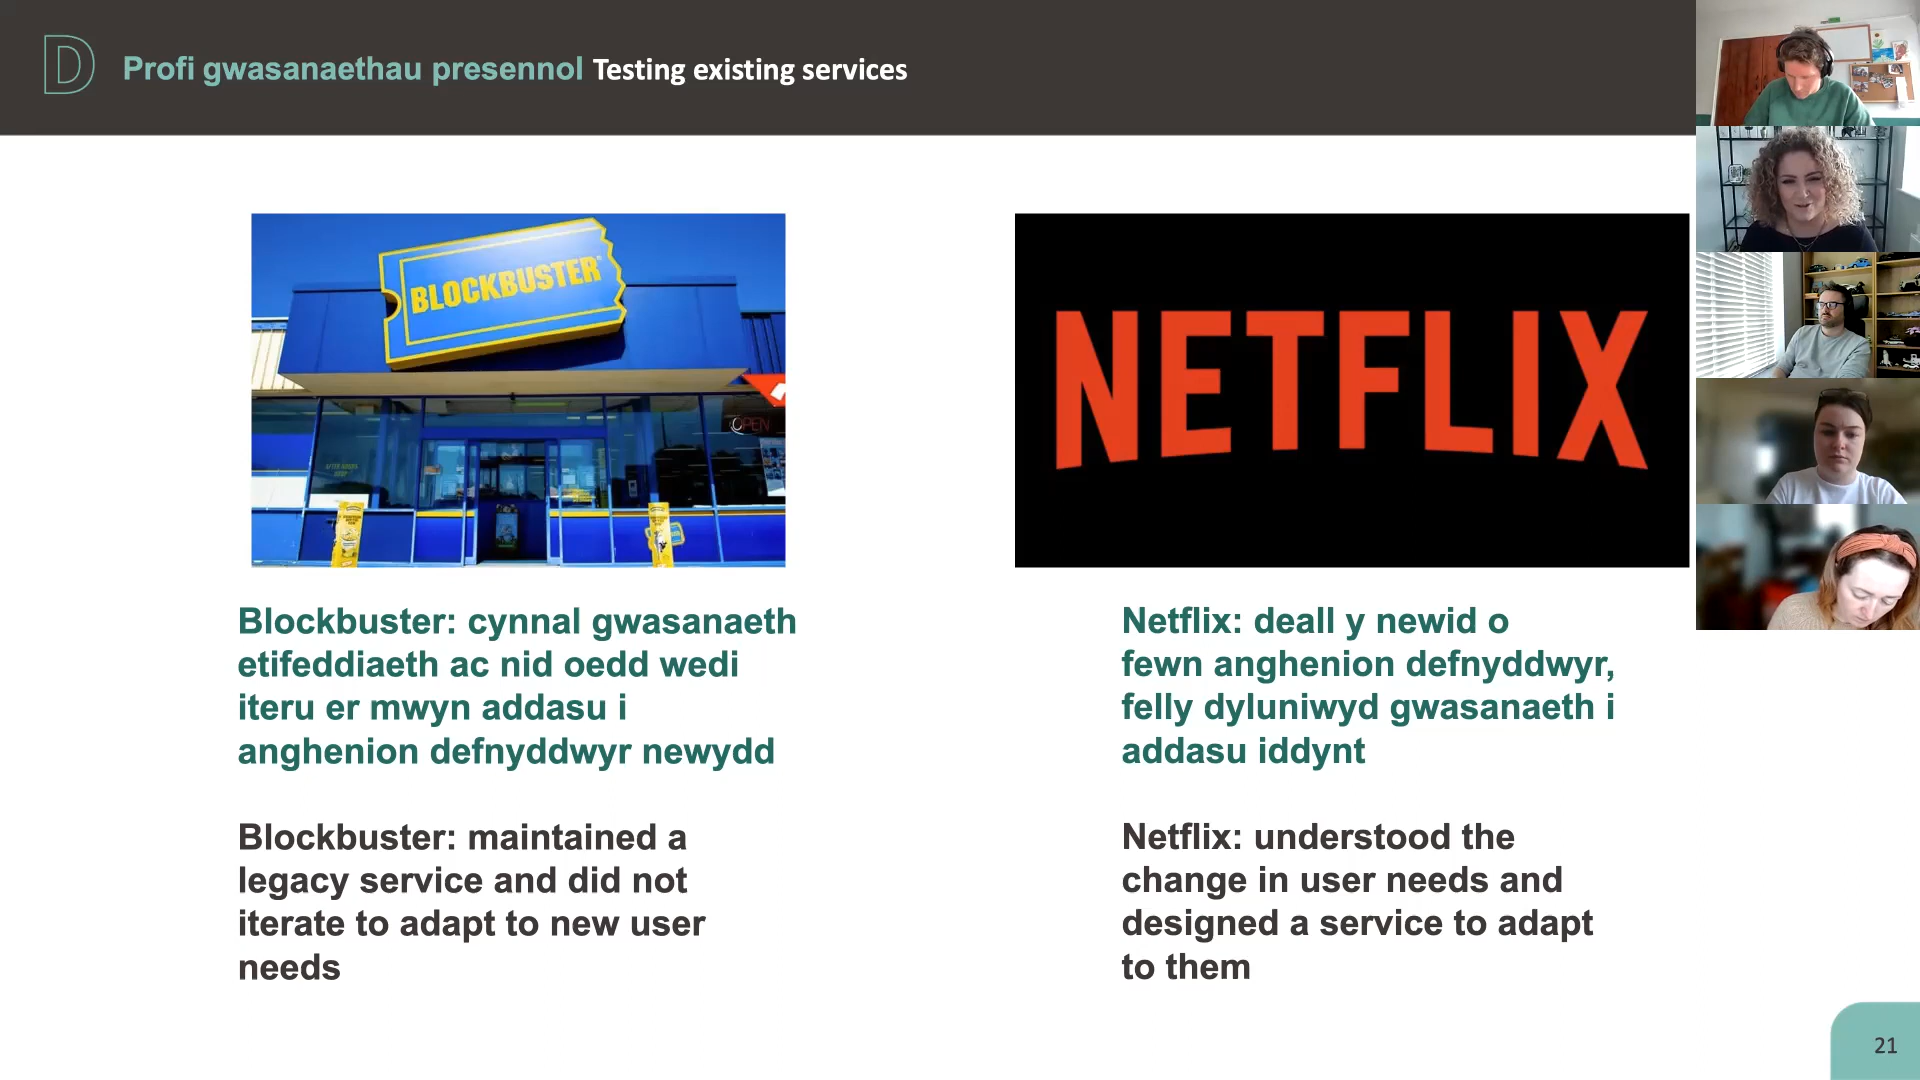 D
Profi gwasanaethau presennol Testing existing services
BLOCKBUSTER
OPEN
NETFLIX
Blockbuster: cynnal gwasanaeth
etifeddiaeth ac nid oedd wedi
iteru er mwyn addasu i
anghenion defnyddwyr newydd
Blockbuster: maintained a
legacy service and did not
iterate to adapt to new user
needs
Netflix: deall y newid o
fewn anghenion defnyddwyr,
felly dyluniwyd gwasanaeth i
addasu iddynt
Netflix: understood the
change in user needs and
designed a service to adapt
to them
21